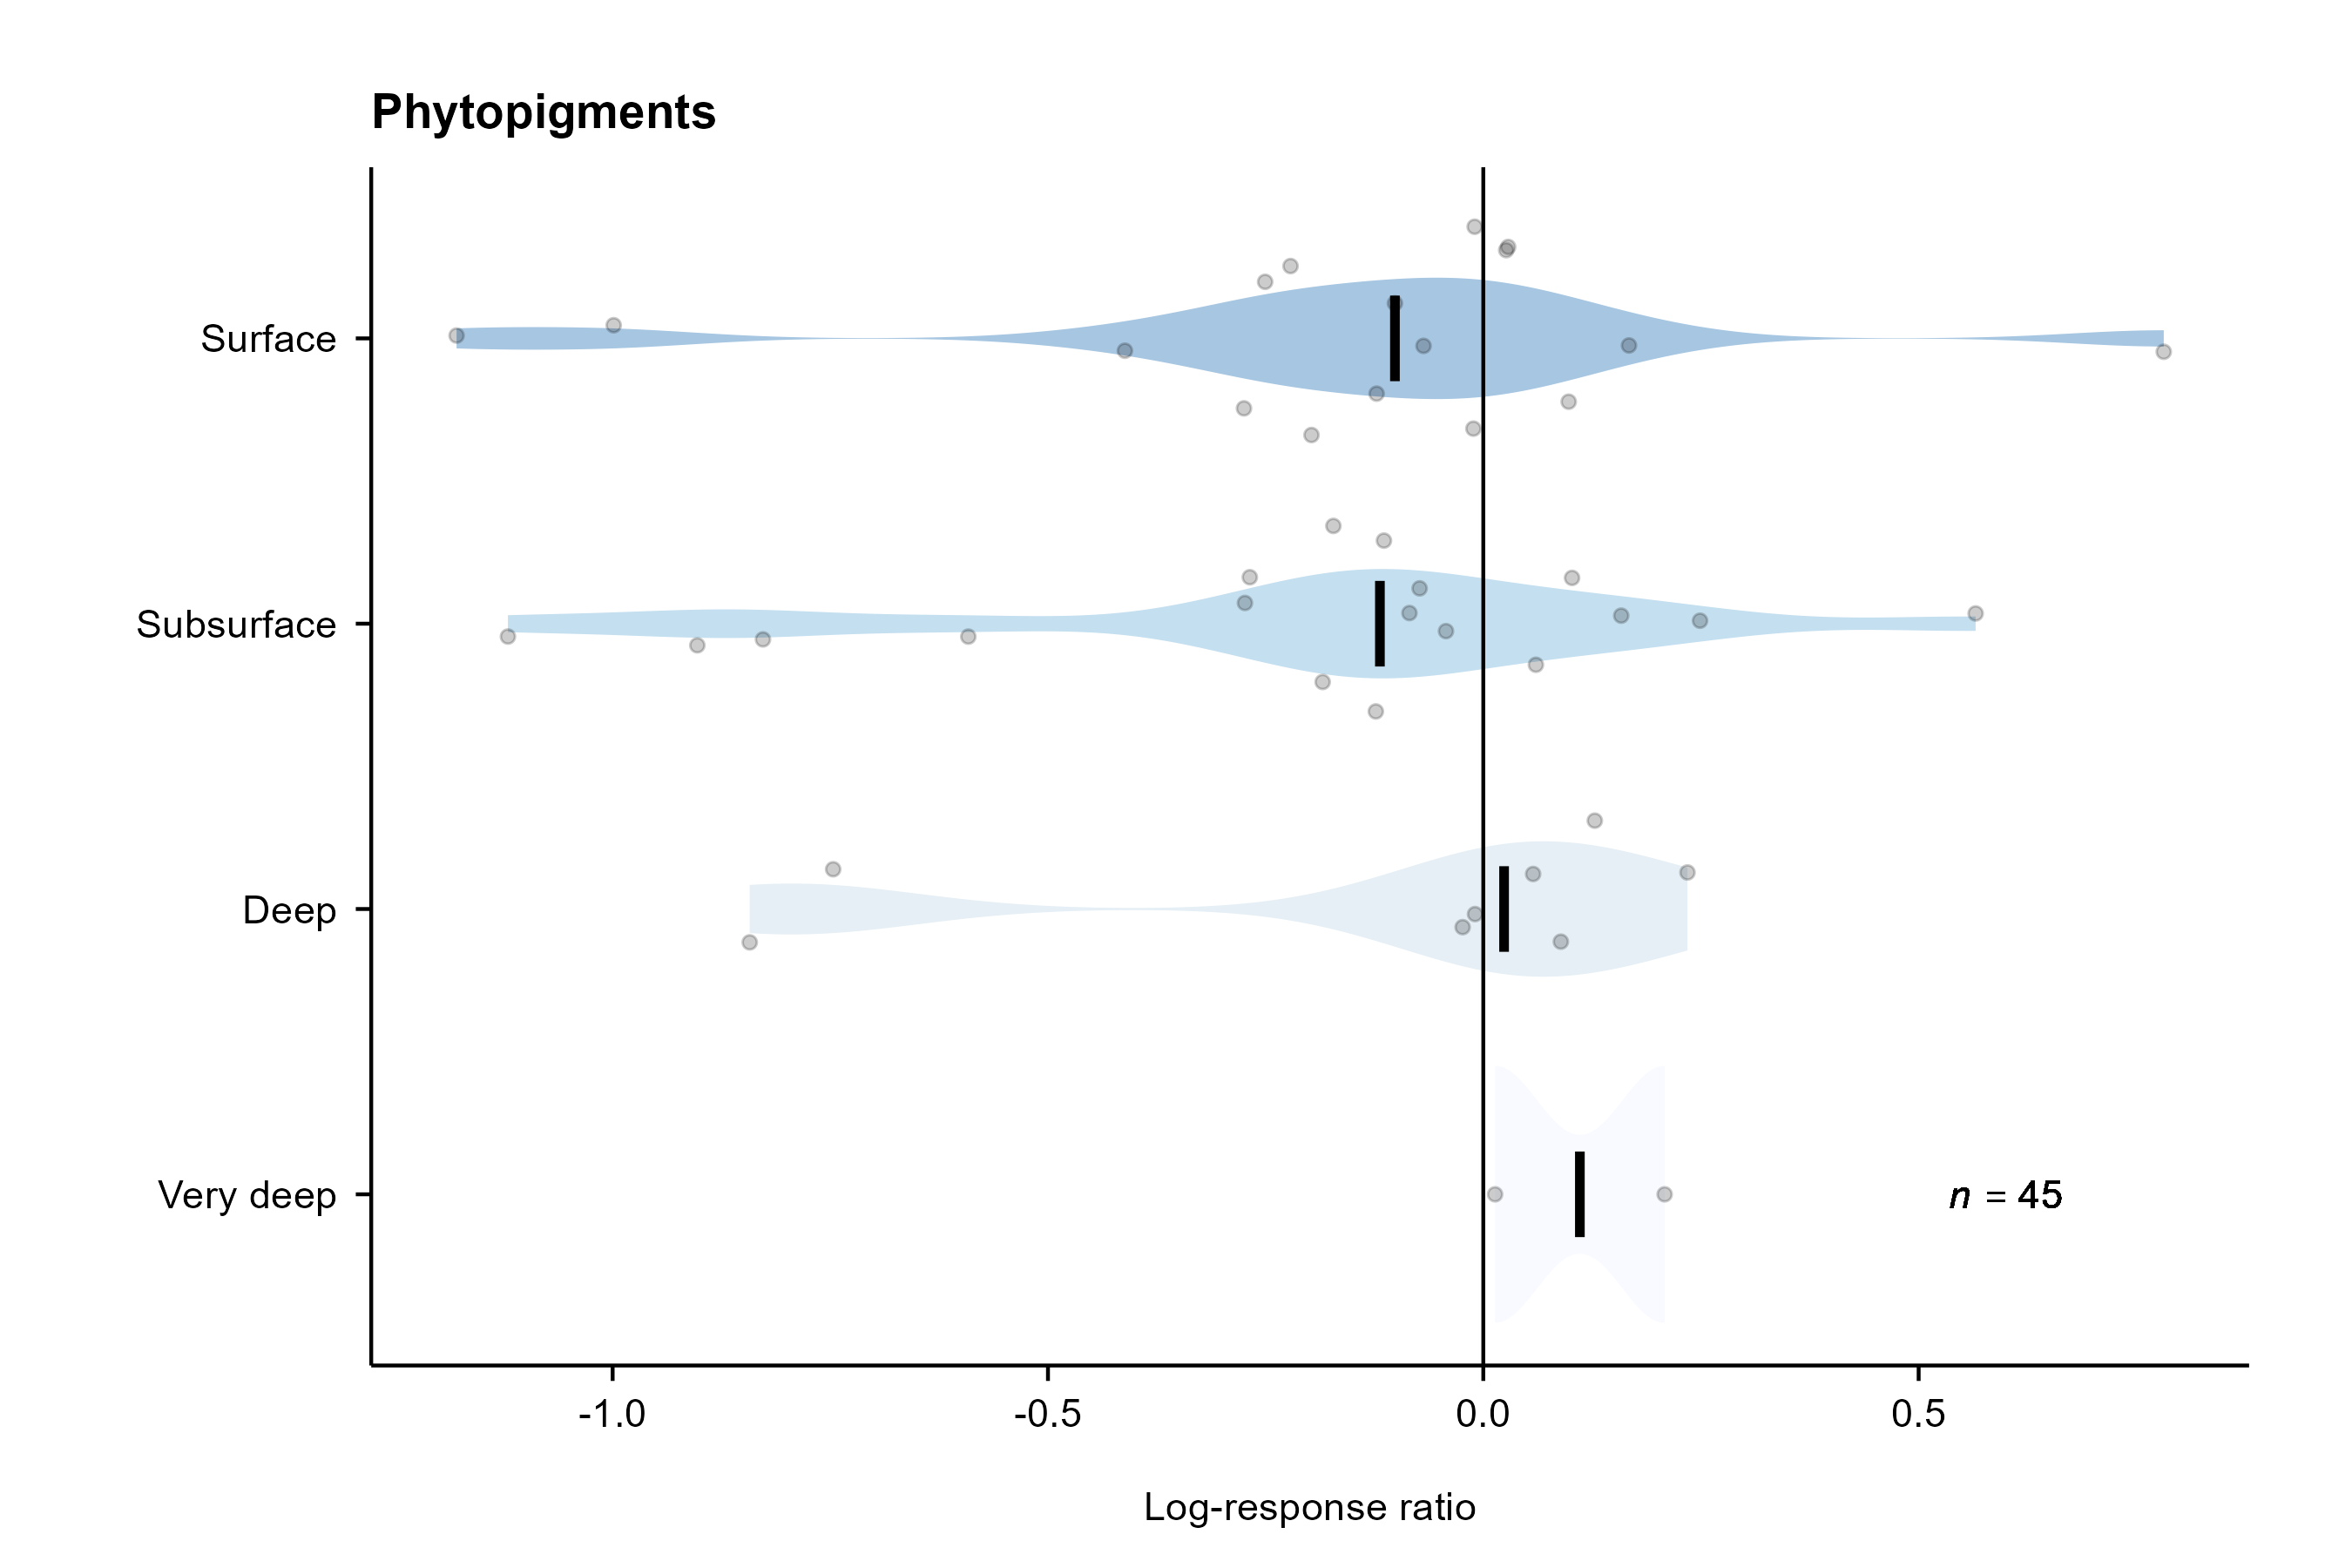 Phytopigments
Surface
Subsurface
Deep
Very deep
n = 45
-1.0 -0.5 0.0 0.5
Log-response ratio